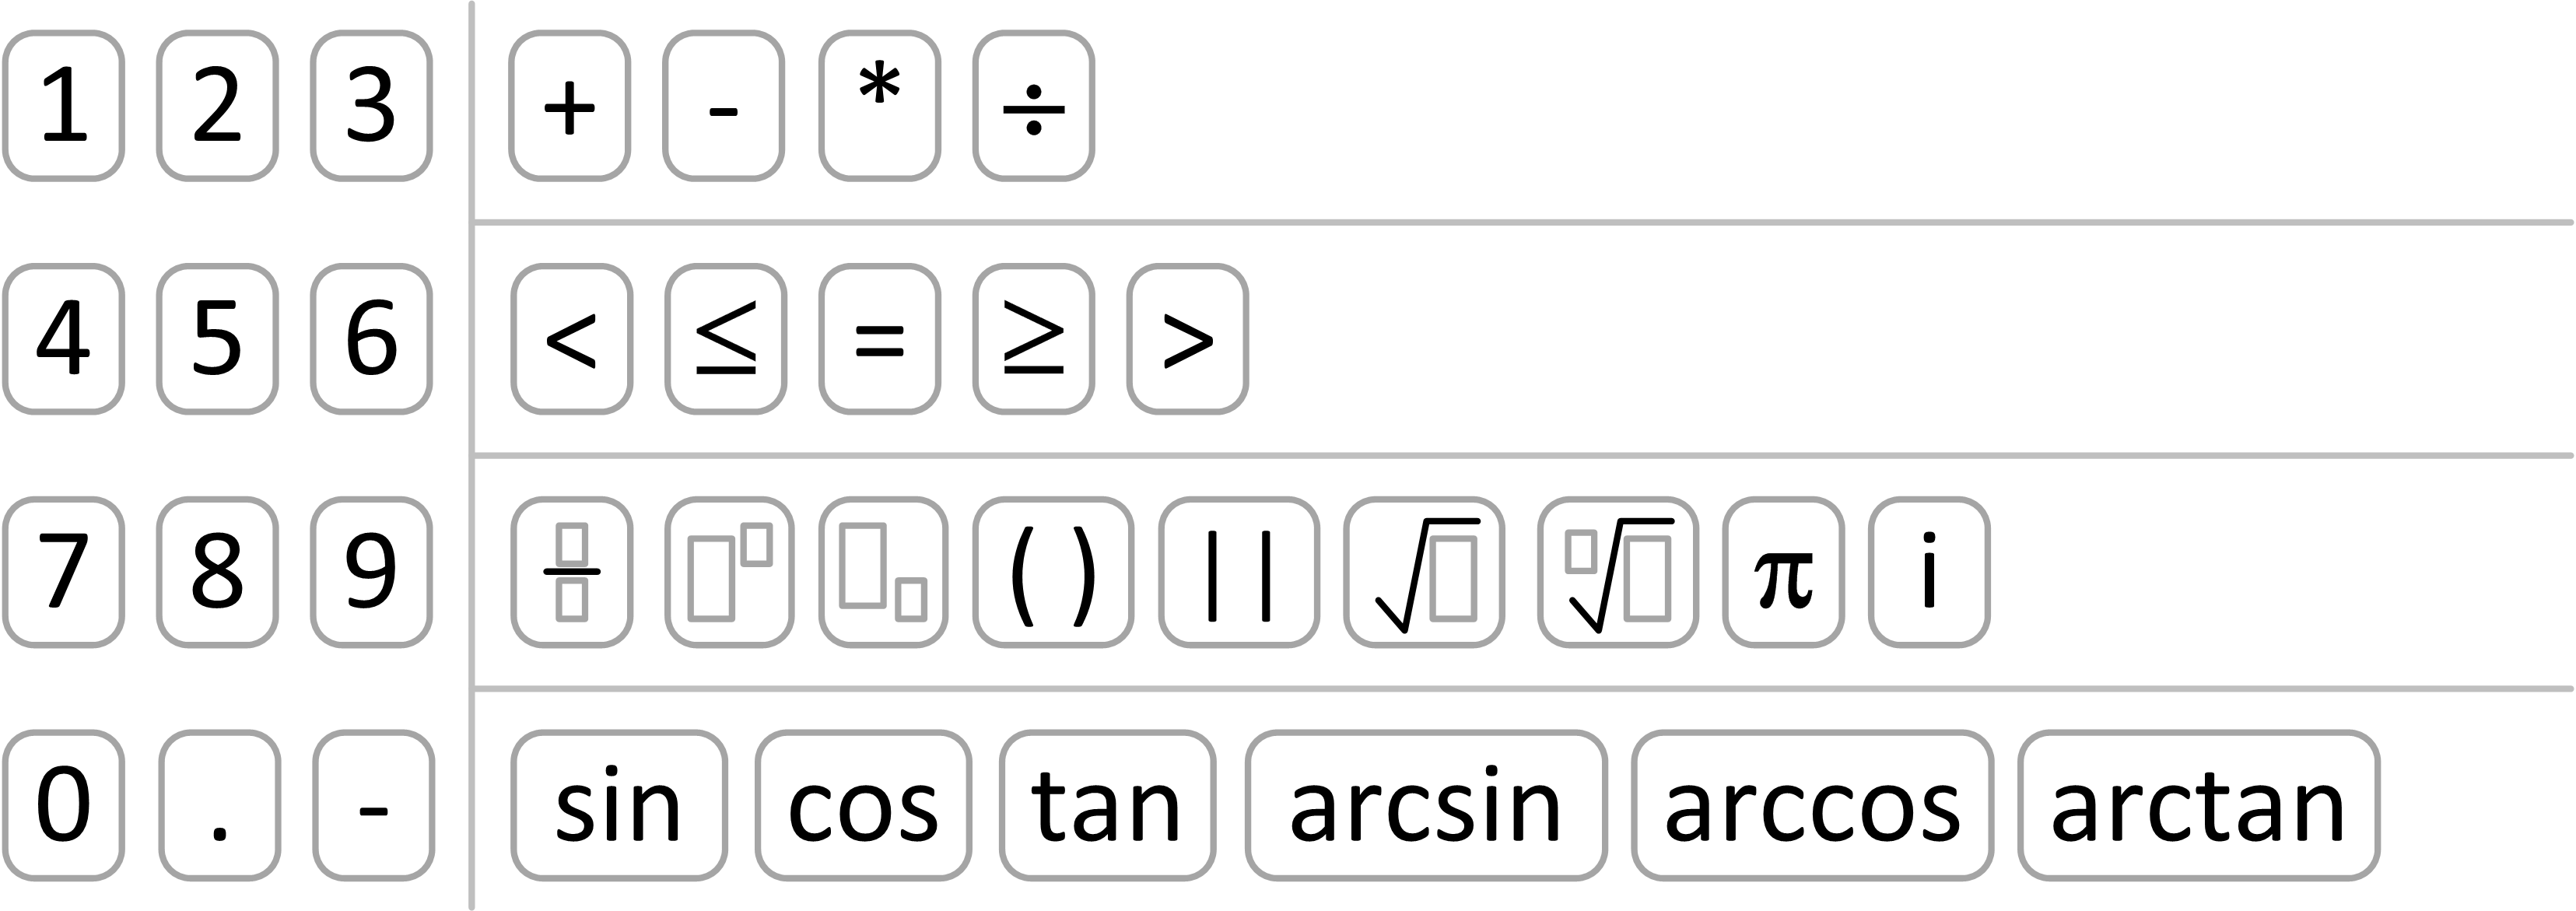 1 2 3 + - * ÷
4 5 6 < ≤ = ≥ >
7 8 9 ( ) | | √ √ π i
0 . - sin cos tan arcsin arccos arctan